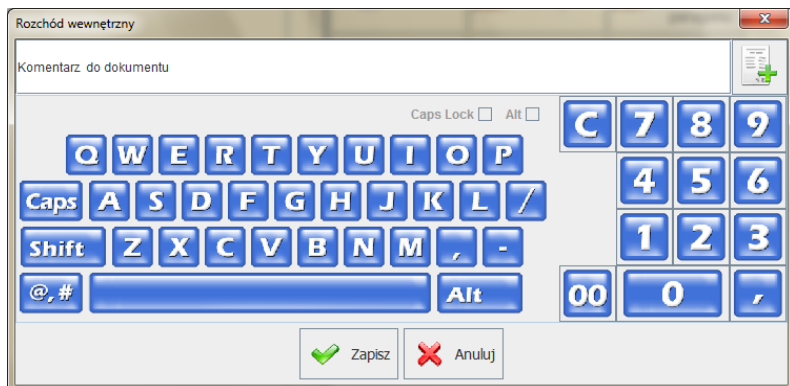 Rozchód wewnętrzny
Komentarz do dokumentu
Caps Lock Alt
C 7 8 9
Q W E R T Y U I O P
4 5 6
Caps A S D F G H J K L /
1 2 3
Shift Z X C V B N M , -
@,# Alt
00 0 ,
Zapisz Anuluj